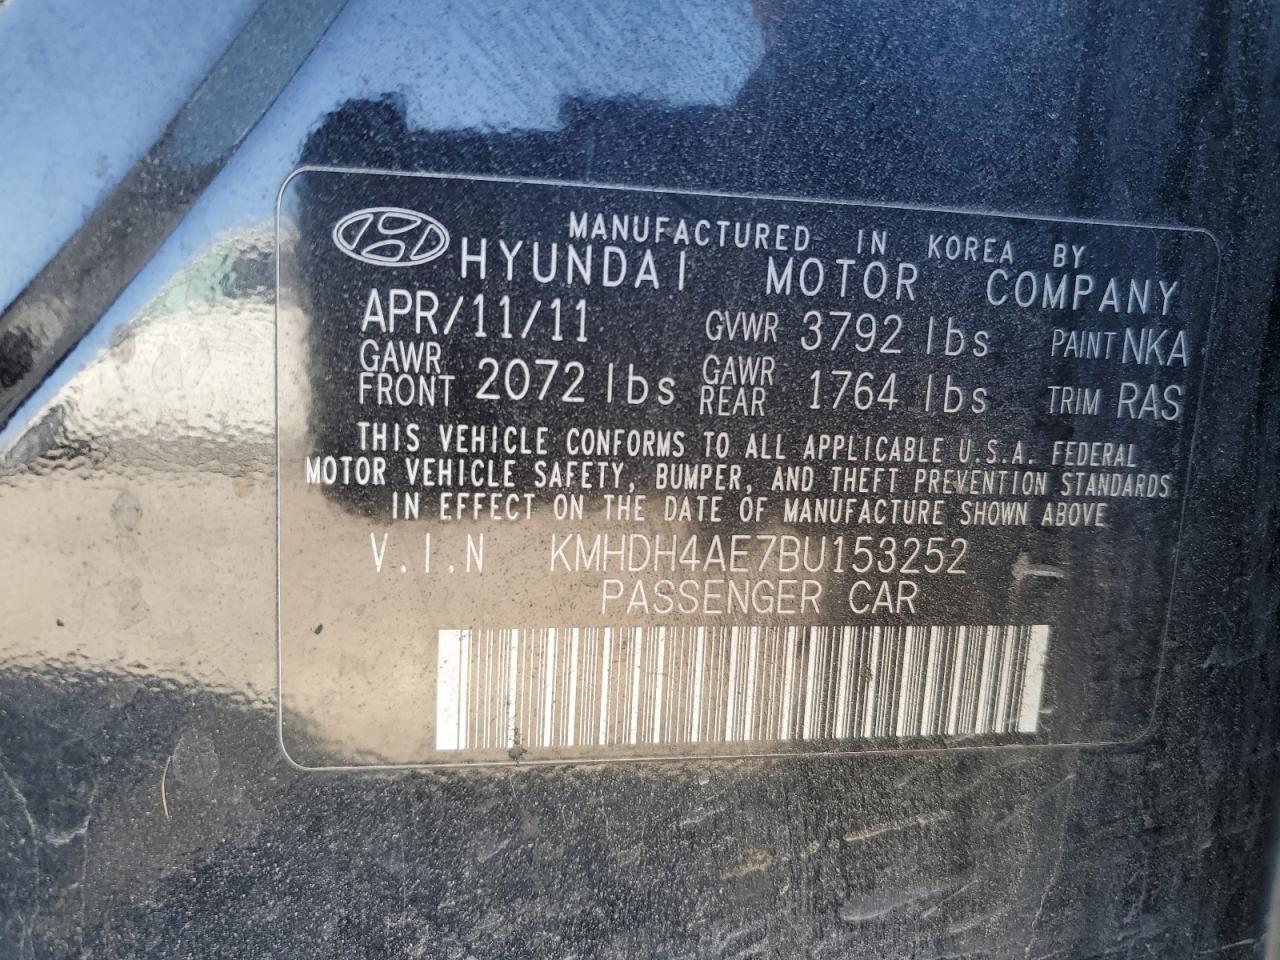 MANUFACTURED IN KOREA BY
HYUNDAI MOTOR COMPANY
APR/11/11 GVWR 3792 lbs PAINT NKA
GAWR FRONT 2072 lbs GAWR REAR 1764 lbs TRIM RAS
THIS VEHICLE CONFORMS TO ALL APPLICABLE U.S.A. FEDERAL
MOTOR VEHICLE SAFETY, BUMPER, AND THEFT PREVENTION STANDARDS
IN EFFECT ON THE DATE OF MANUFACTURE SHOWN ABOVE
V.I.N KMHDH4AE7BU153252
PASSENGER CAR